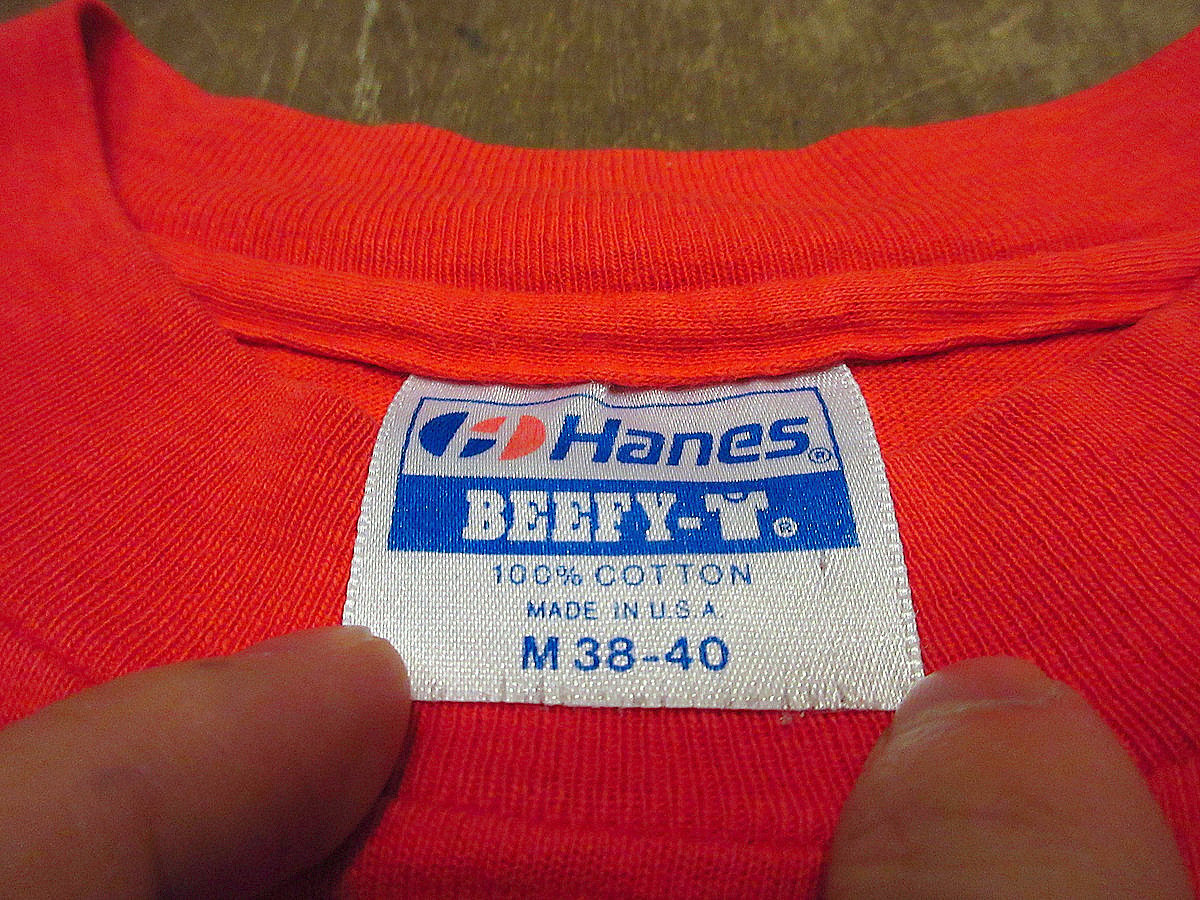 Hanes®
BEEFY-T®
100% COTTON
MADE IN U.S.A.
M 38-40